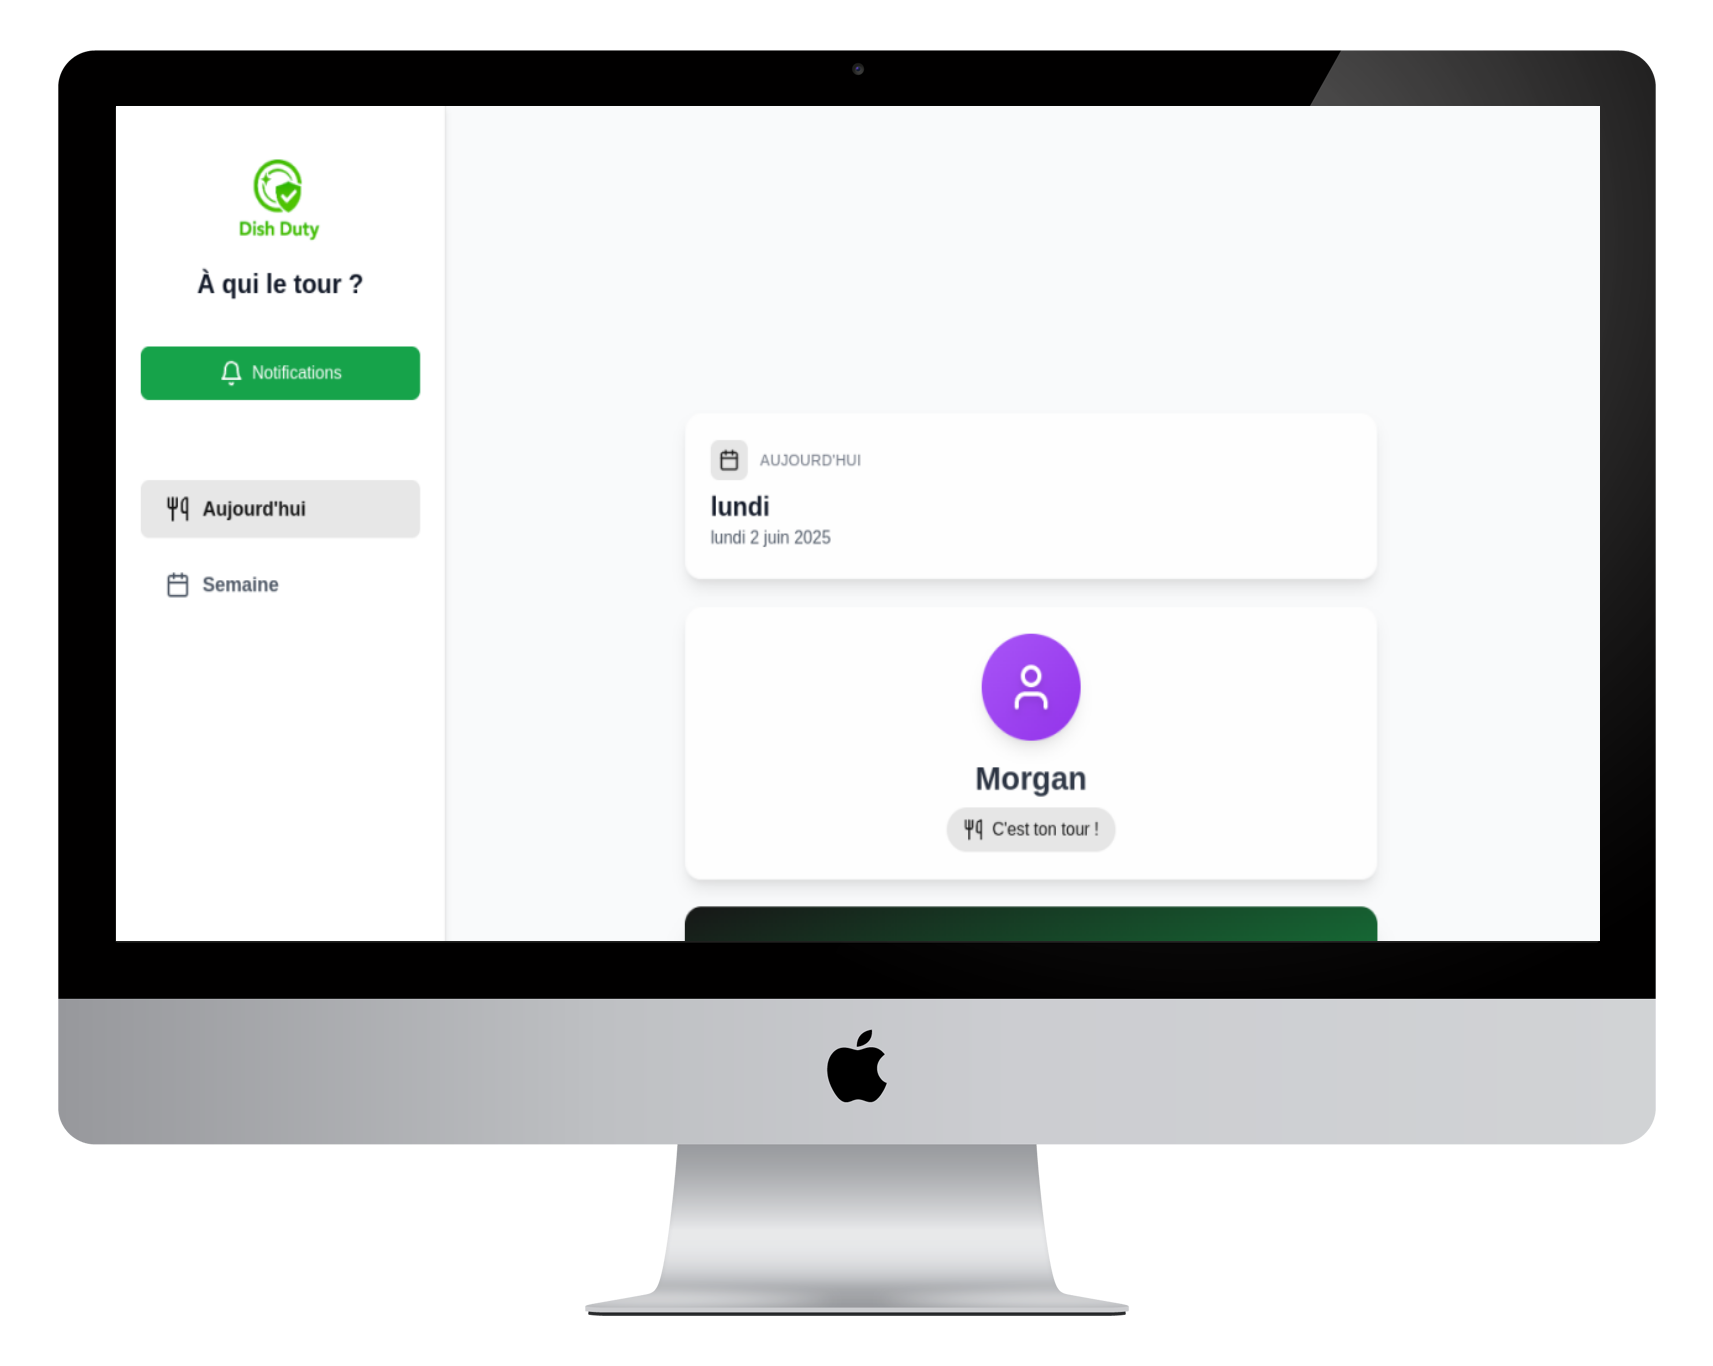 Dish Duty
À qui le tour ?
Notifications
Aujourd'hui
Semaine
AUJOURD'HUI
lundi
lundi 2 juin 2025
Morgan
C'est ton tour !